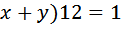 x + y)12 = 1